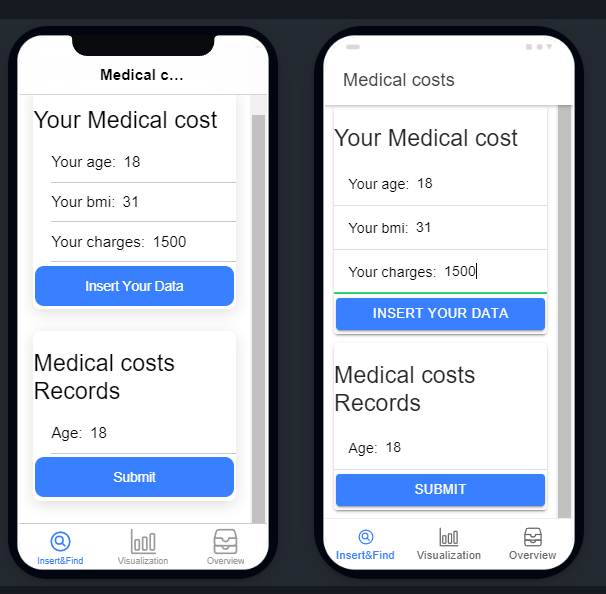 Medical c...
Your Medical cost
Your age: 18
Your bmi: 31
Your charges: 1500
Insert Your Data
Medical costs
Records
Age: 18
Submit
Insert&Find Visualization Overview
Medical costs
Your Medical cost
Your age: 18
Your bmi: 31
Your charges: 1500
INSERT YOUR DATA
Medical costs
Records
Age: 18
SUBMIT
Insert&Find Visualization Overview